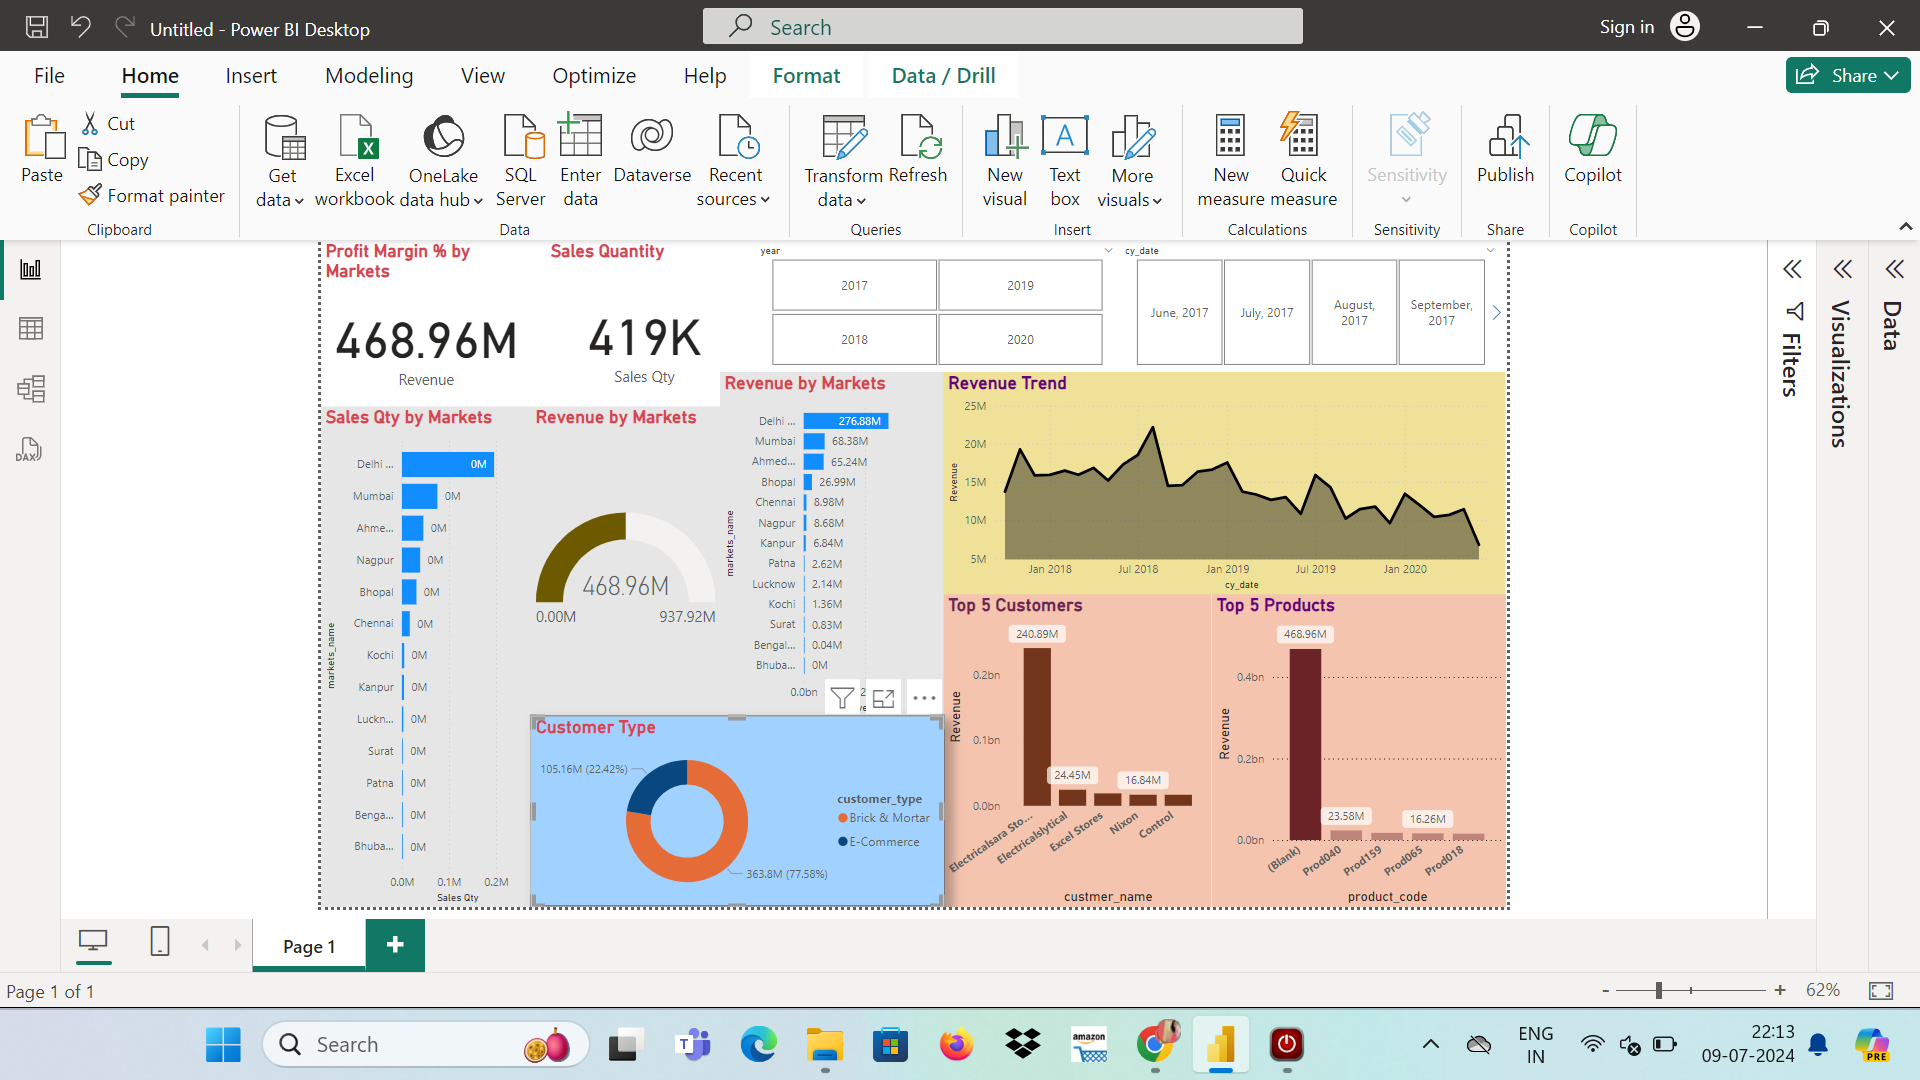 Untitled - Power BI Desktop
Search
Sign in
File
Home
Insert
Modeling
View
Optimize
Help
Format
Data / Drill
Share
Paste
Cut
Copy
Format painter
Clipboard
Get data
Excel workbook
OneLake data hub
SQL Server
Enter data
Dataverse
Recent sources
Data
Transform data
Refresh
Queries
New visual
Text box
More visuals
Insert
New measure
Quick measure
Calculations
Sensitivity
Sensitivity
Publish
Share
Copilot
Copilot
Profit Margin % by
Markets
468.96M
Revenue
Sales Quantity
419K
Sales Qty
year
2017
2019
2018
2020
cy_date
June, 2017
July, 2017
August,
2017
September,
2017
Sales Qty by Markets
markets_name
Delhi ... 0M
Mumbai 0M
Ahme... 0M
Nagpur 0M
Bhopal 0M
Chennai 0M
Kochi 0M
Kanpur 0M
Luckn... 0M
Surat 0M
Patna 0M
Benga... 0M
Bhuba... 0M
0.0M 0.1M 0.2M
Sales Qty
Revenue by Markets
468.96M
0.00M 937.92M
Revenue by Markets
markets_name
Delhi ... 276.88M
Mumbai 68.38M
Ahmed... 65.24M
Bhopal 26.99M
Chennai 8.98M
Nagpur 8.68M
Kanpur 6.84M
Patna 2.62M
Lucknow 2.14M
Kochi 1.36M
Surat 0.83M
Bengal... 0.04M
Bhuba... 0M
0.0bn
Revenue Trend
Revenue
25M
20M
15M
10M
5M
Jan 2018 Jul 2018 Jan 2019 Jul 2019 Jan 2020
cy_date
Customer Type
105.16M (22.42%)
363.8M (77.58%)
customer_type
Brick & Mortar
E-Commerce
Top 5 Customers
240.89M
24.45M
16.84M
Revenue
0.2bn
0.1bn
0.0bn
Electricalsara Sto...
Electricalslytical
Excel Stores
Nixon
Control
custmer_name
Top 5 Products
468.96M
23.58M
16.26M
Revenue
0.4bn
0.2bn
0.0bn
(Blank)
Prod040
Prod159
Prod065
Prod018
product_code
Filters
Visualizations
Data
DAX
Page 1
Page 1 of 1
- + 62%
Search
T
amazon
ENG
IN
22:13
09-07-2024
PRE